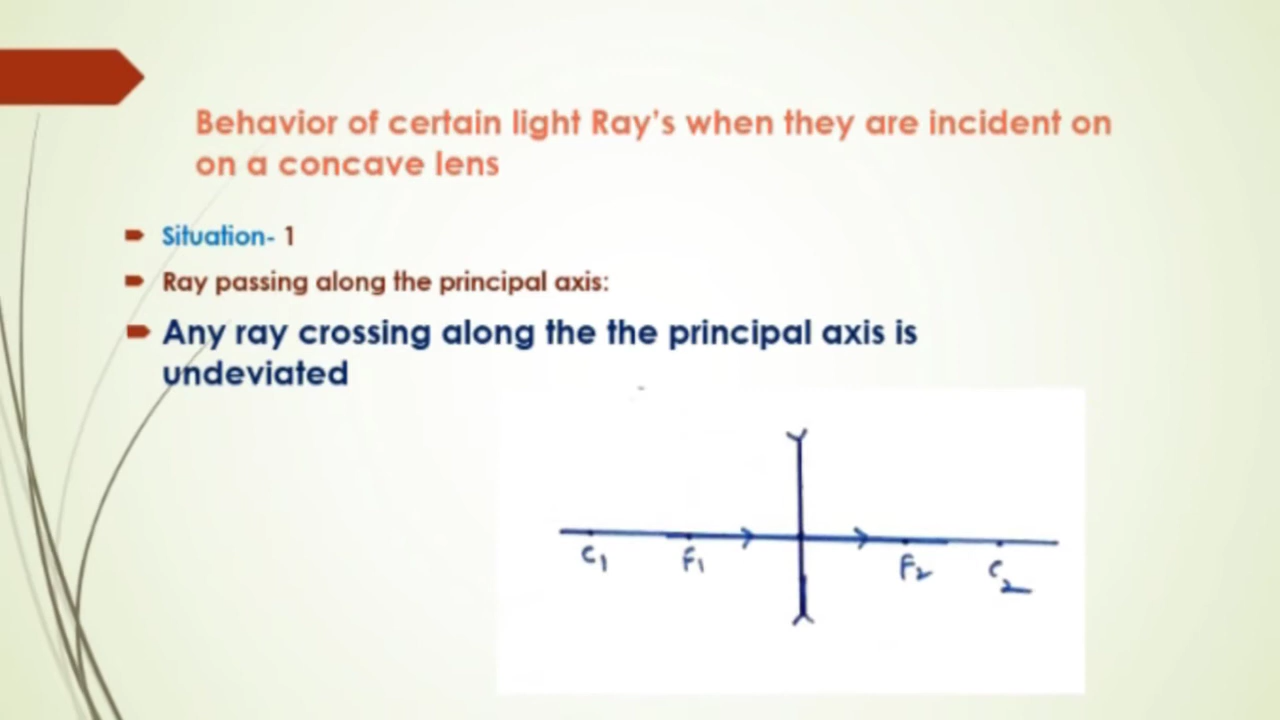 Behavior of certain light Ray's when they are incident on
on a concave lens
Situation- 1
Ray passing along the principal axis:
Any ray crossing along the the principal axis is
undeviated
C1 F1 F2 C2